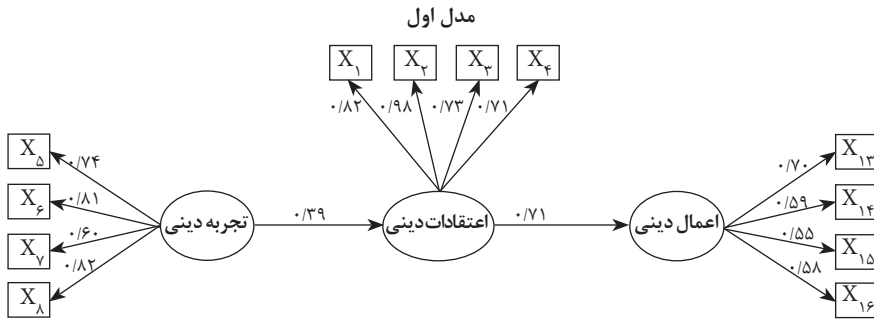 مدل اول
X۱ X۲ X۳ X۴
۰/۸۲ ۰/۹۸ ۰/۷۳ ۰/۷۱
X۵ ۰/۷۴
X۶ ۰/۸۱
X۷ ۰/۶۰
X۸ ۰/۸۲
تجربه دینی ۰/۳۹ اعتقادات دینی ۰/۷۱ اعمال دینی
۰/۷۰ X۱۳
۰/۵۹ X۱۴
۰/۵۵ X۱۵
۰/۵۸ X۱۶